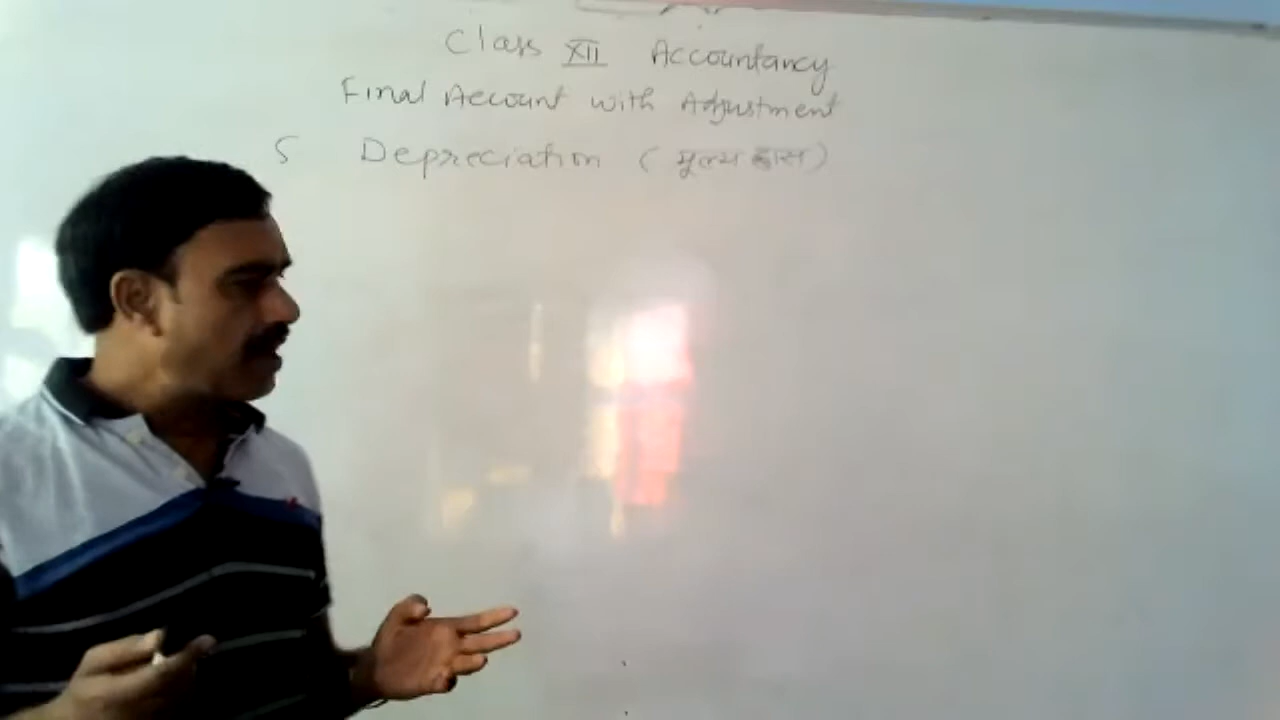 Class XII Accountancy
Final Account with Adjustment
5 Depreciation (मूल्य ह्रास)